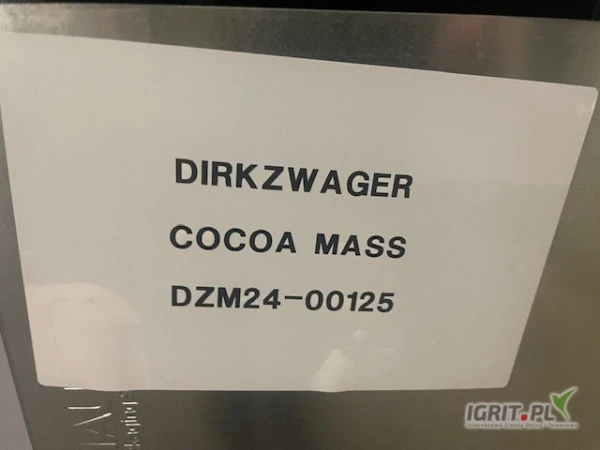 DIRKZWAGER
COCOA MASS
DZM24-00125
IGRIT.PL